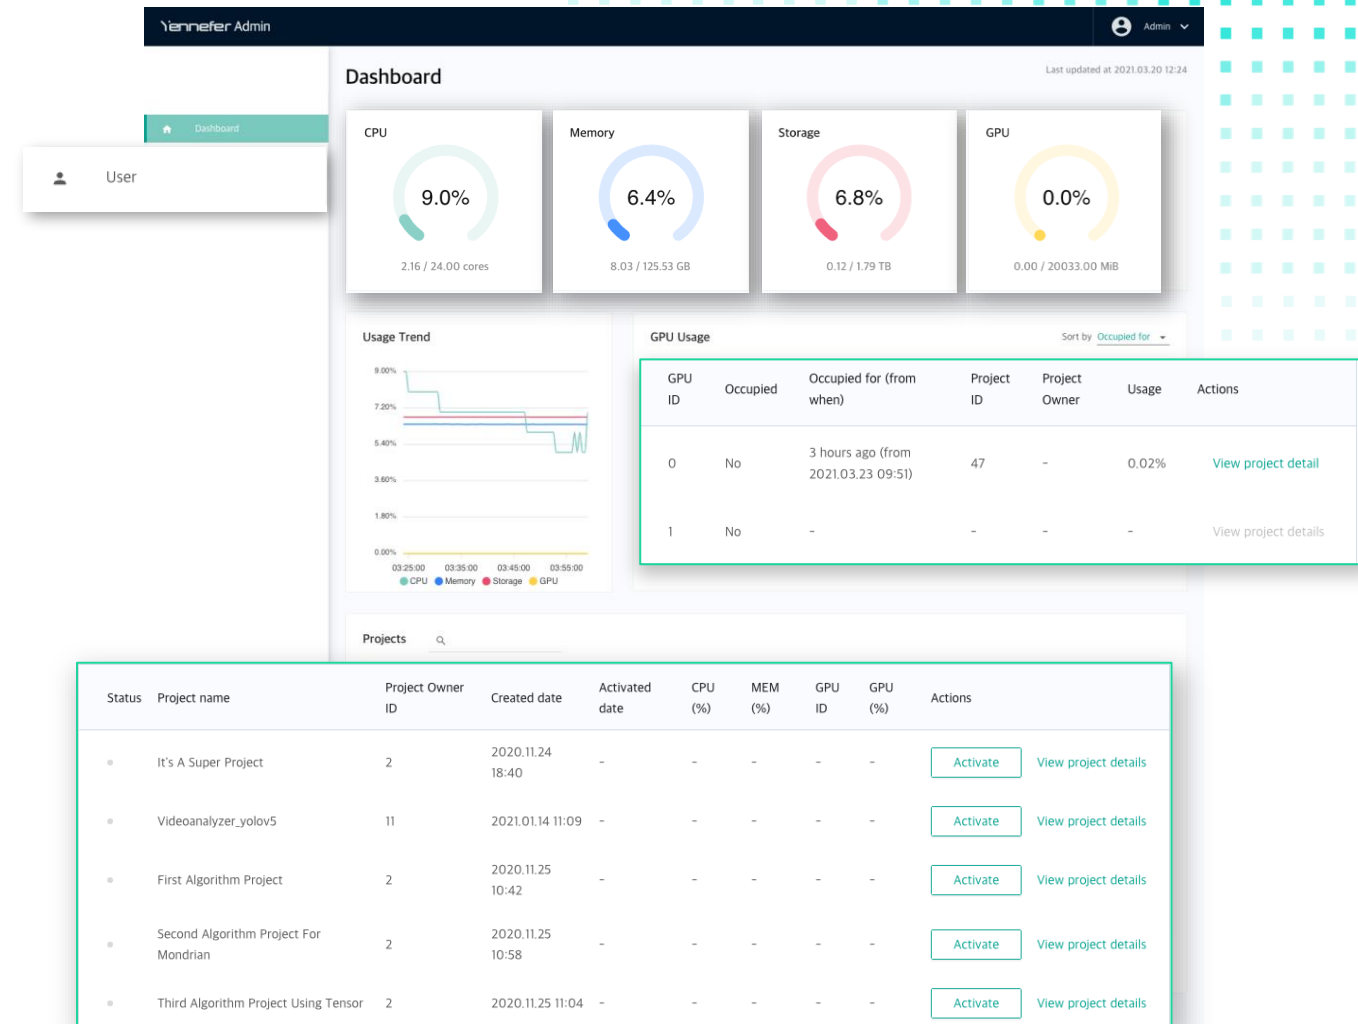 Yennefer Admin
Admin
Dashboard
Last updated at 2021.03.20 12:24
Dashboard
User
CPU
9.0%
2.16 / 24.00 cores
Memory
6.4%
8.03 / 125.53 GB
Storage
6.8%
0.12 / 1.79 TB
GPU
0.0%
0.00 / 20033.00 MiB
Usage Trend
9.00%
7.20%
5.40%
3.60%
1.80%
0.00%
03:25:00 03:35:00 03:45:00 03:55:00
CPU Memory Storage GPU
GPU Usage
Sort by Occupied for
GPU ID Occupied Occupied for (from when) Project ID Project Owner Usage Actions
0 No 3 hours ago (from 2021.03.23 09:51) 47 - 0.02% View project detail
1 No - - - - View project details
Projects
Status Project name Project Owner ID Created date Activated date CPU (%) MEM (%) GPU ID GPU (%) Actions
It's A Super Project 2 2020.11.24 18:40 - - - - - Activate View project details
Videoanalyzer_yolov5 11 2021.01.14 11:09 - - - - - Activate View project details
First Algorithm Project 2 2020.11.25 10:42 - - - - - Activate View project details
Second Algorithm Project For Mondrian 2 2020.11.25 10:58 - - - - - Activate View project details
Third Algorithm Project Using Tensor 2 2020.11.25 11:04 - - - - - Activate View project details